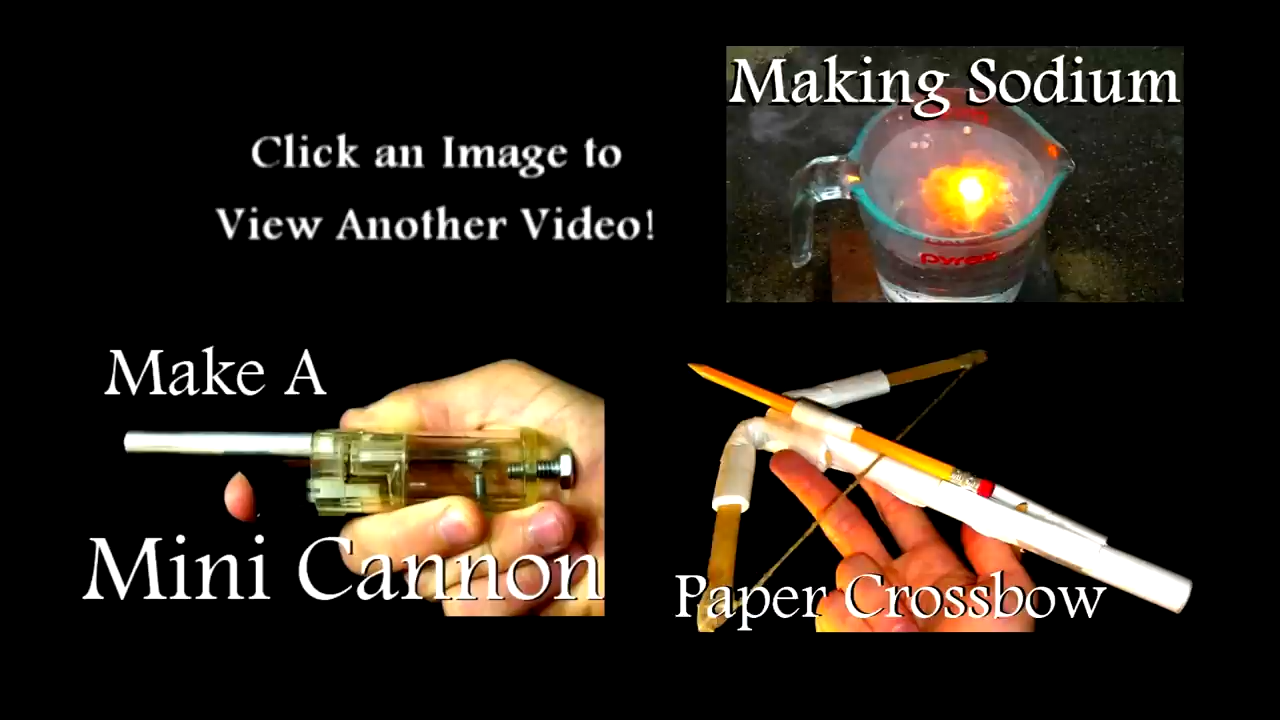 Click an Image to
View Another Video!
Making Sodium
pyrex
Make A
Mini Cannon
Paper Crossbow